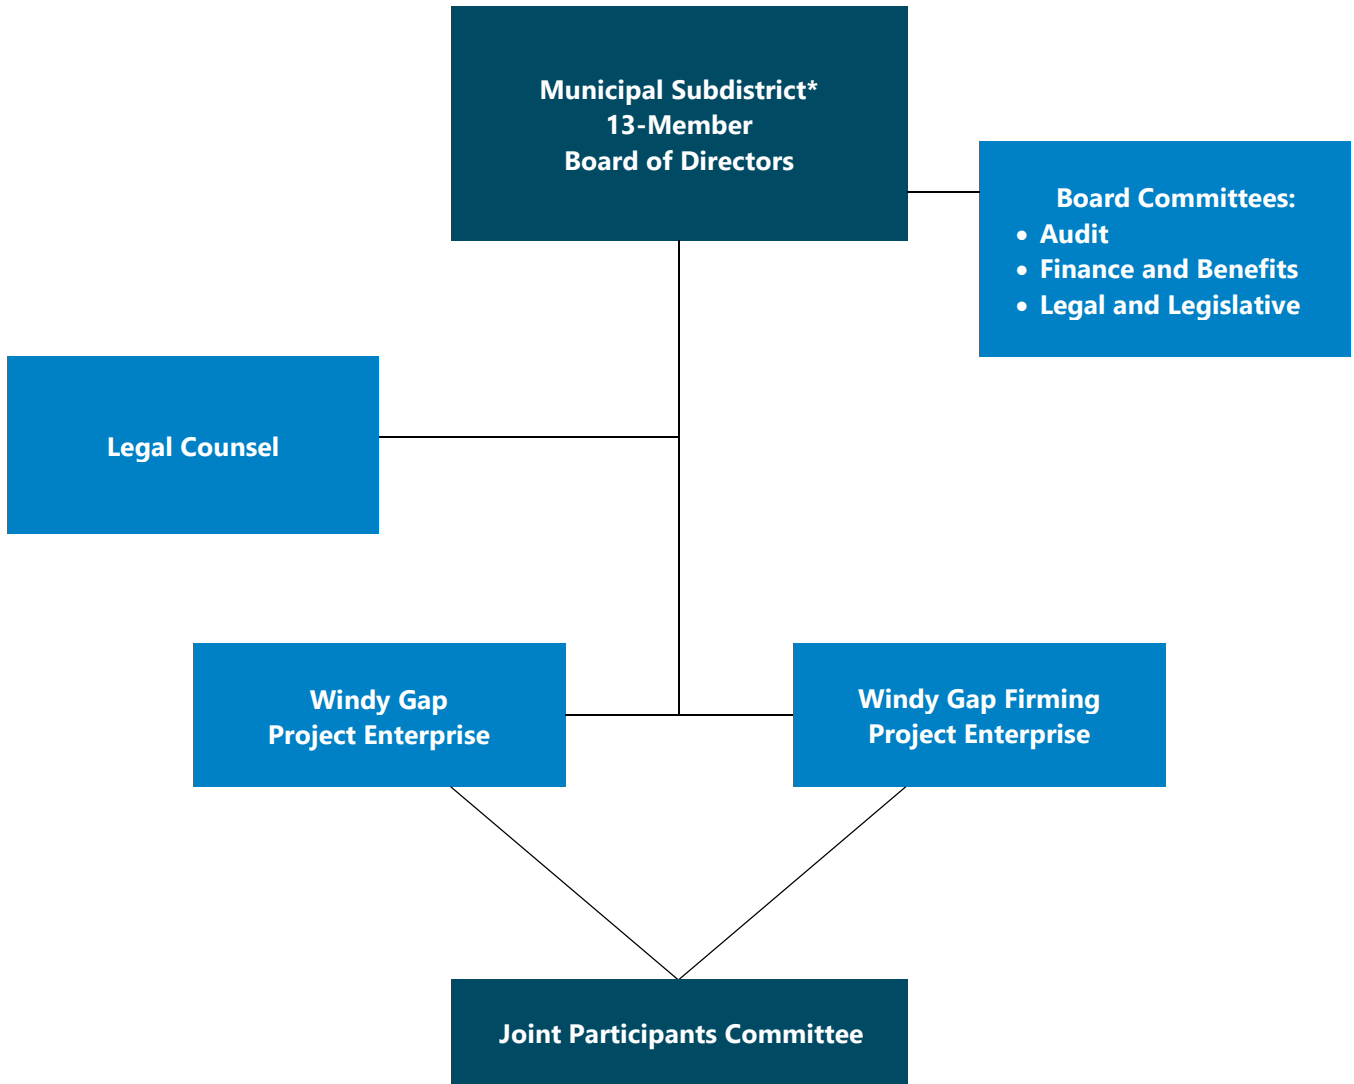 Municipal Subdistrict*
13-Member
Board of Directors
Board Committees:
• Audit
• Finance and Benefits
• Legal and Legislative
Legal Counsel
Windy Gap
Project Enterprise
Windy Gap Firming
Project Enterprise
Joint Participants Committee